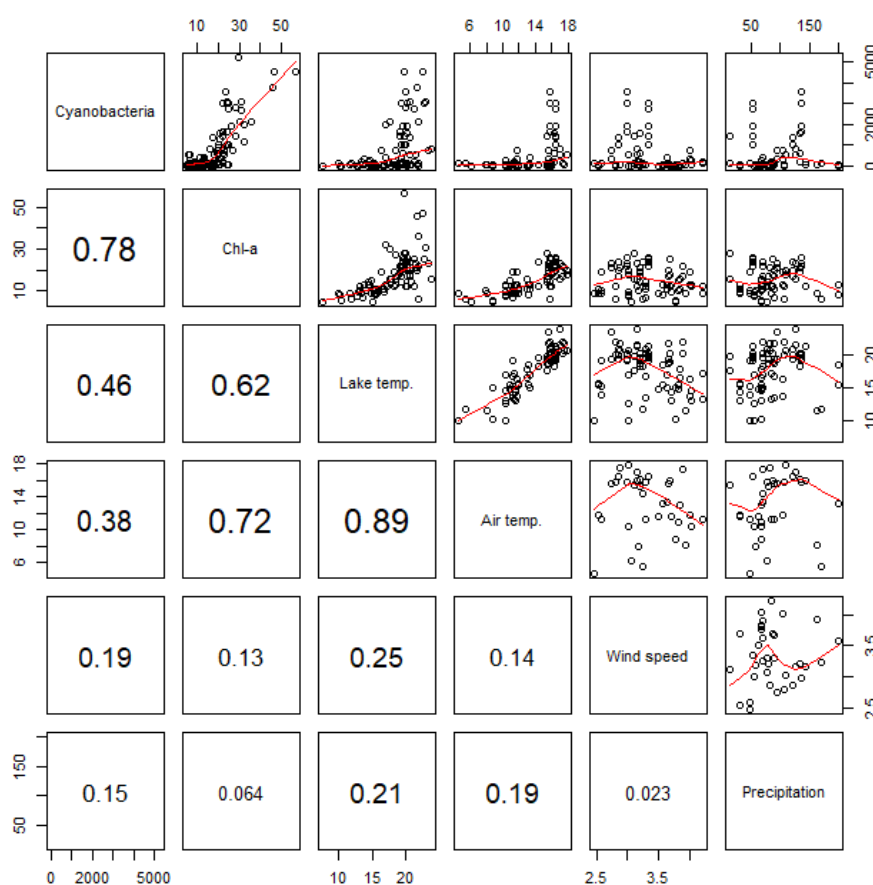 10 30 50
6 10 14 18
50 150
Cyanobacteria
0 2000 5000
10 30 50
0.78
Chl-a
0.46
0.62
Lake temp.
10 15 20
6 10 14 18
0.38
0.72
0.89
Air temp.
0.19
0.13
0.25
0.14
Wind speed
2.5 3.5
50 150
0.15
0.064
0.21
0.19
0.023
Precipitation
0 2000 5000
10 15 20
2.5 3.5